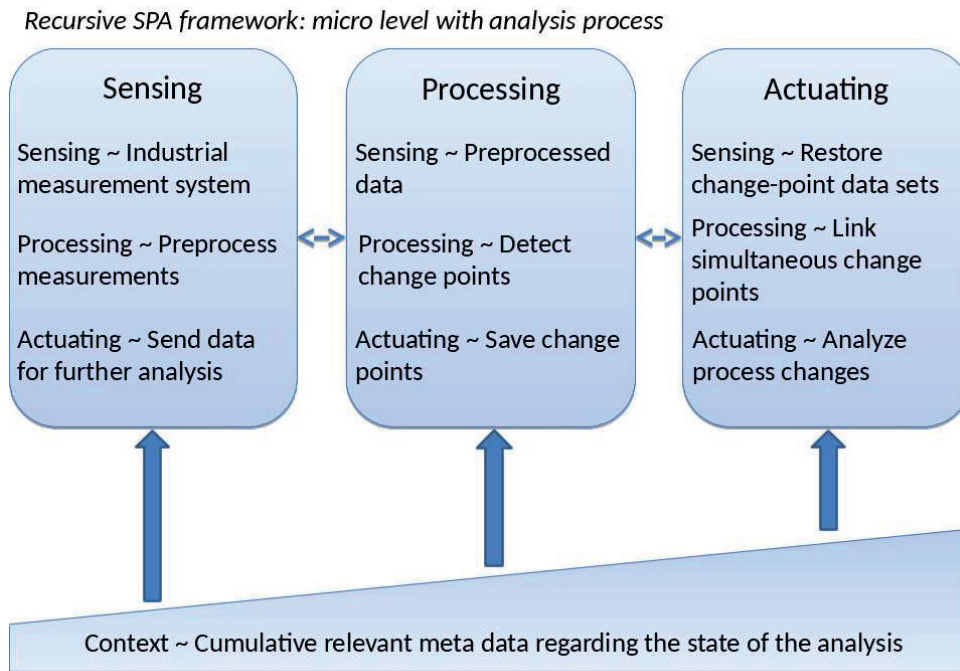 Recursive SPA framework: micro level with analysis process
Sensing
Sensing ~ Industrial
measurement system
Processing ~ Preprocess
measurements
Actuating ~ Send data
for further analysis
Processing
Sensing ~ Preprocessed
data
Processing ~ Detect
change points
Actuating ~ Save change
points
Actuating
Sensing ~ Restore
change-point data sets
Processing ~ Link
simultaneous change
points
Actuating ~ Analyze
process changes
Context ~ Cumulative relevant meta data regarding the state of the analysis